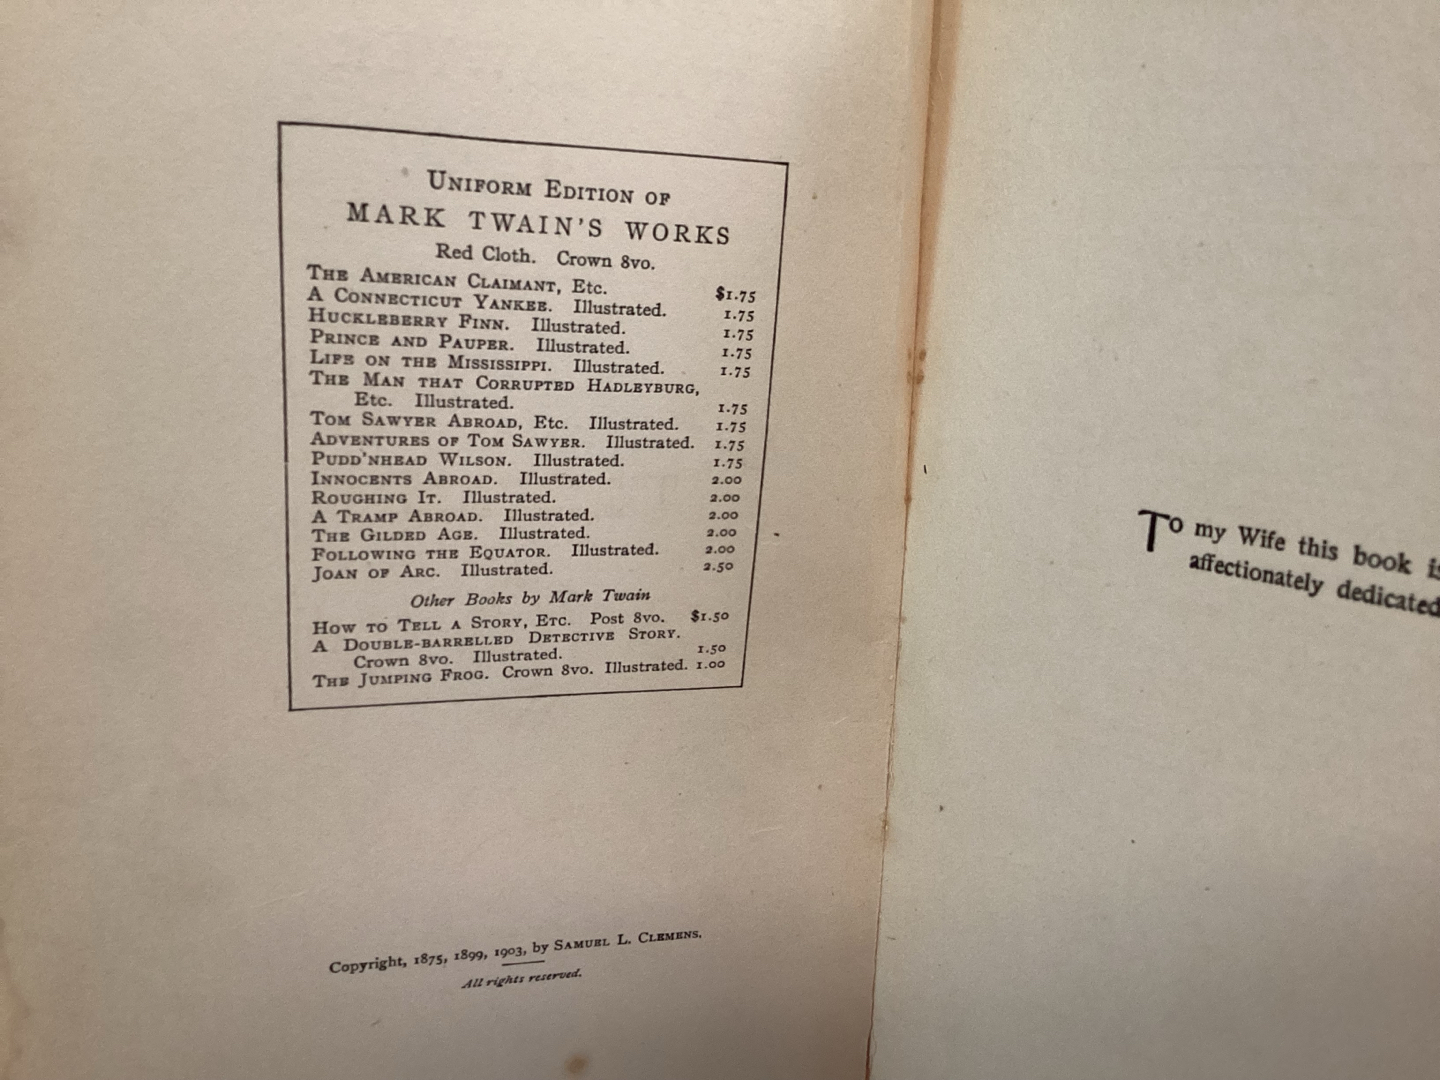 UNIFORM EDITION OF
MARK TWAIN'S WORKS
Red Cloth. Crown 8vo.
THE AMERICAN CLAIMANT, Etc. $1.75
A CONNECTICUT YANKEE. Illustrated. 1.75
HUCKLEBERRY FINN. Illustrated. 1.75
PRINCE AND PAUPER. Illustrated. 1.75
LIFE ON THE MISSISSIPPI. Illustrated. 1.75
THE MAN THAT CORRUPTED HADLEYBURG,
Etc. Illustrated. 1.75
TOM SAWYER ABROAD, Etc. Illustrated. 1.75
ADVENTURES OF TOM SAWYER. Illustrated. 1.75
PUDD'NHEAD WILSON. Illustrated. 1.75
INNOCENTS ABROAD. Illustrated. 2.00
ROUGHING IT. Illustrated. 2.00
A TRAMP ABROAD. Illustrated. 2.00
THE GILDED AGE. Illustrated. 2.00
FOLLOWING THE EQUATOR. Illustrated. 2.00
JOAN OF ARC. Illustrated. 2.50
Other Books by Mark Twain
HOW TO TELL A STORY, ETC. Post 8vo. $1.50
A DOUBLE-BARRELLED DETECTIVE STORY.
Crown 8vo. Illustrated. 1.50
THE JUMPING FROG. Crown 8vo. Illustrated. 1.00
Copyright, 1875, 1899, 1903, by SAMUEL L. CLEMENS.
All rights reserved.
To my Wife this book is
affectionately dedicated